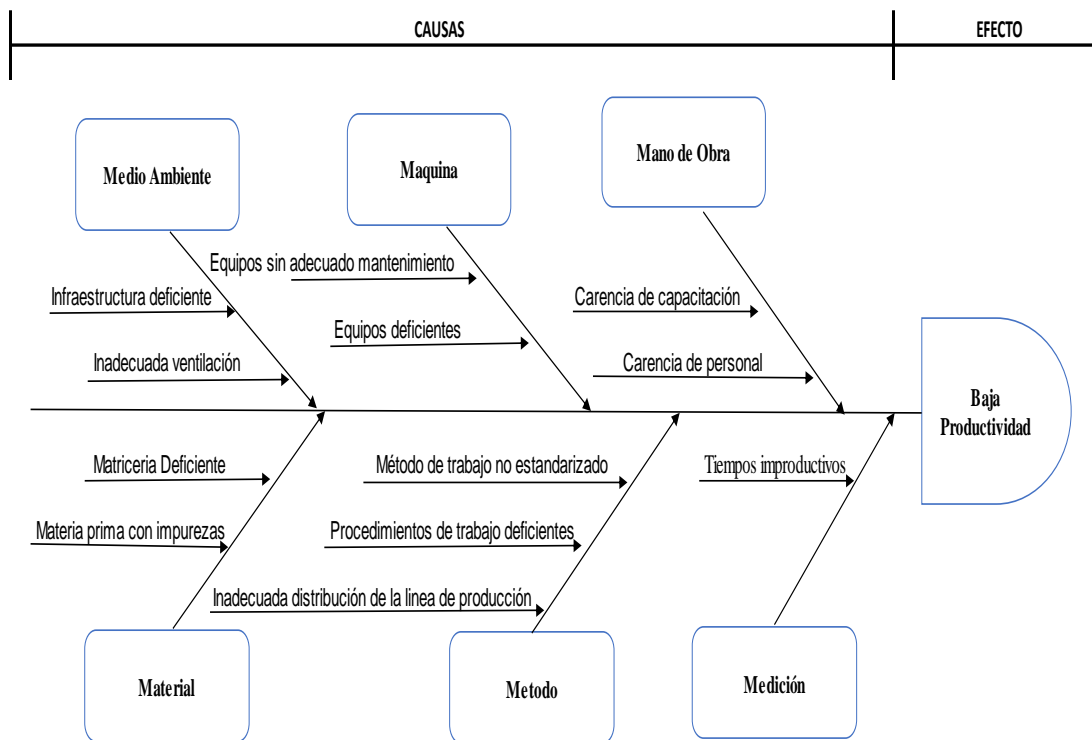 CAUSAS
EFECTO
Medio Ambiente
Maquina
Mano de Obra
Equipos sin adecuado mantenimiento
Infraestructura deficiente
Carencia de capacitación
Equipos deficientes
Inadecuada ventilación
Carencia de personal
Baja
Productividad
Matriceria Deficiente
Método de trabajo no estandarizado
Tiempos improductivos
Materia prima con impurezas
Procedimientos de trabajo deficientes
Inadecuada distribución de la linea de producción
Material
Metodo
Medición